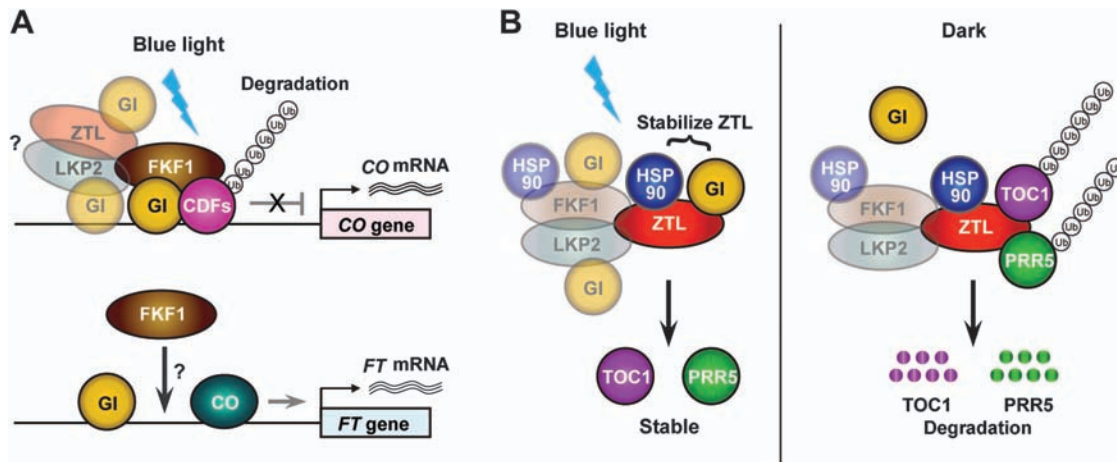 A
Blue light
Degradation
GI
ZTL
?
LKP2
FKF1
GI
GI
CDFs
Ub
Ub
Ub
Ub
Ub
Ub
X
CO mRNA
CO gene
FKF1
?
GI
CO
FT mRNA
FT gene
B
Blue light
Stabilize ZTL
HSP
90
GI
HSP
90
GI
FKF1
ZTL
LKP2
GI
TOC1
PRR5
Stable
Dark
GI
HSP
90
HSP
90
TOC1
Ub
Ub
Ub
Ub
Ub
Ub
FKF1
ZTL
LKP2
PRR5
Ub
Ub
Ub
Ub
Ub
TOC1
PRR5
Degradation